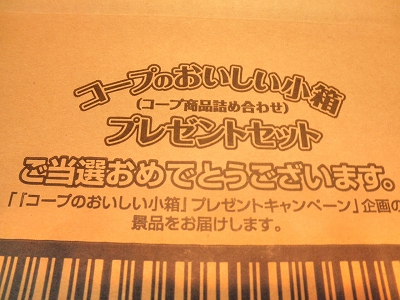 コープのおいしい小箱
(コープ商品詰め合わせ)
プレゼントセット
ご当選おめでとうございます。
「「コープのおいしい小箱」プレゼントキャンペーン」企画の
景品をお届けします。